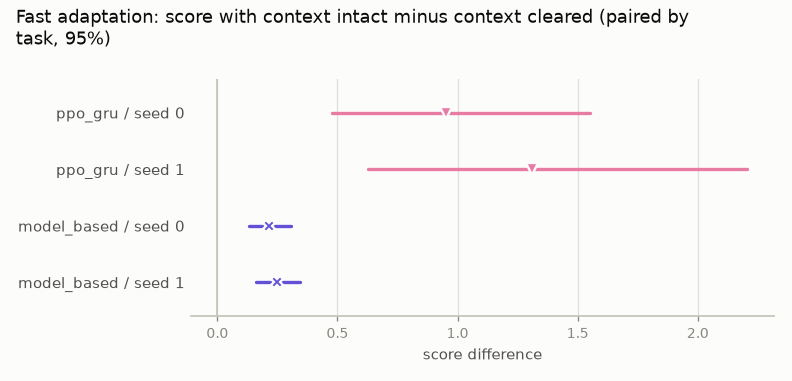 Fast adaptation: score with context intact minus context cleared (paired by
task, 95%)
ppo_gru / seed 0
ppo_gru / seed 1
model_based / seed 0
model_based / seed 1
0.0 0.5 1.0 1.5 2.0
score difference